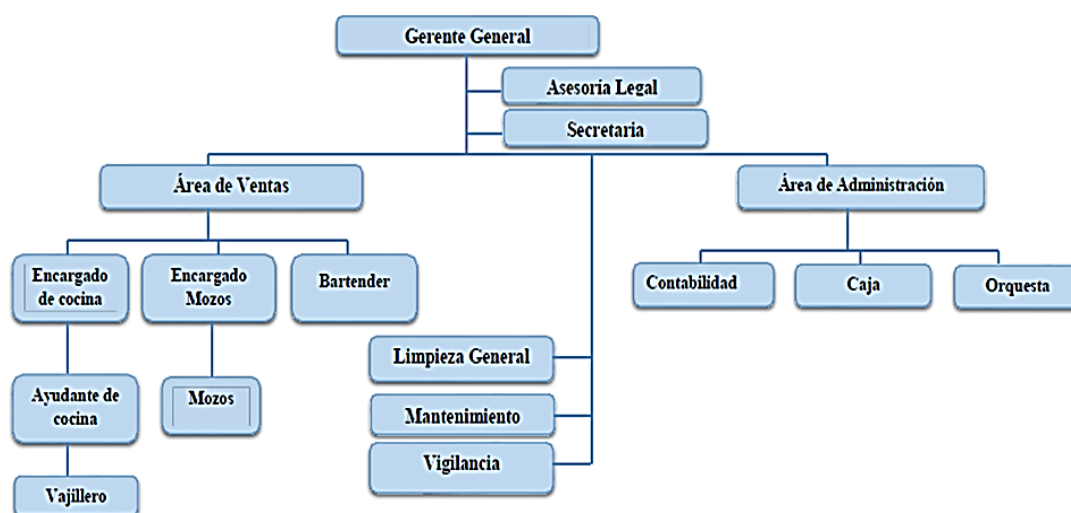 Gerente General
Asesoría Legal
Secretaria
Área de Ventas
Área de Administración
Encargado
de cocina
Encargado
Mozos
Bartender
Contabilidad
Caja
Orquesta
Limpieza General
Ayudante de
cocina
Mozos
Mantenimiento
Vigilancia
Vajillero